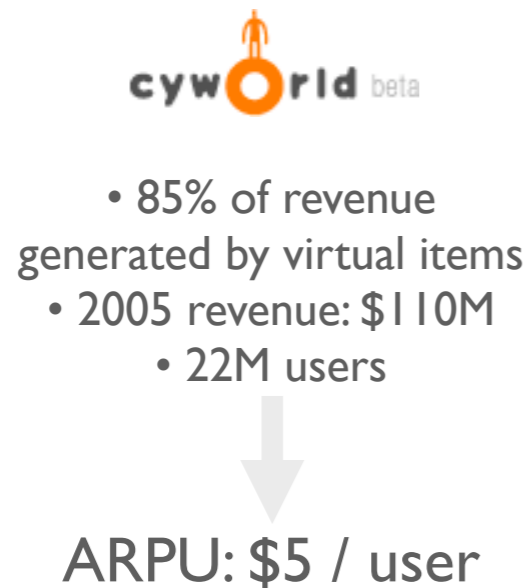 cyworld beta
• 85% of revenue
generated by virtual items
• 2005 revenue: $110M
• 22M users
ARPU: $5 / user